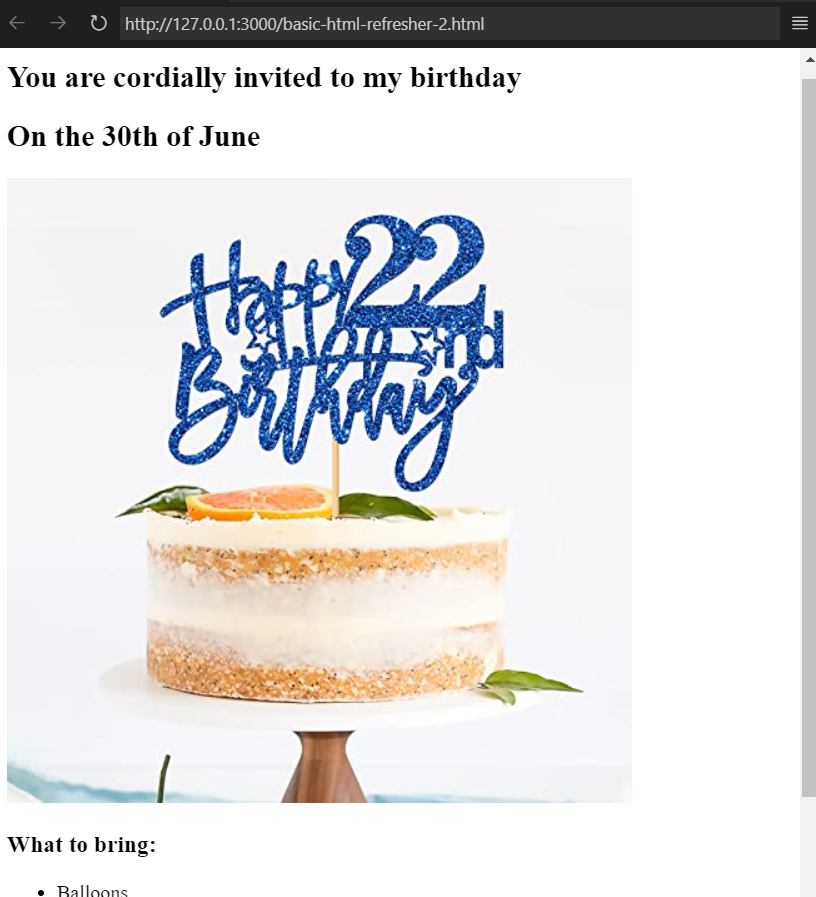 http://127.0.0.1:3000/basic-html-refresher-2.html
You are cordially invited to my birthday
On the 30th of June
Happy 22nd
Birthday
What to bring:
Balloons